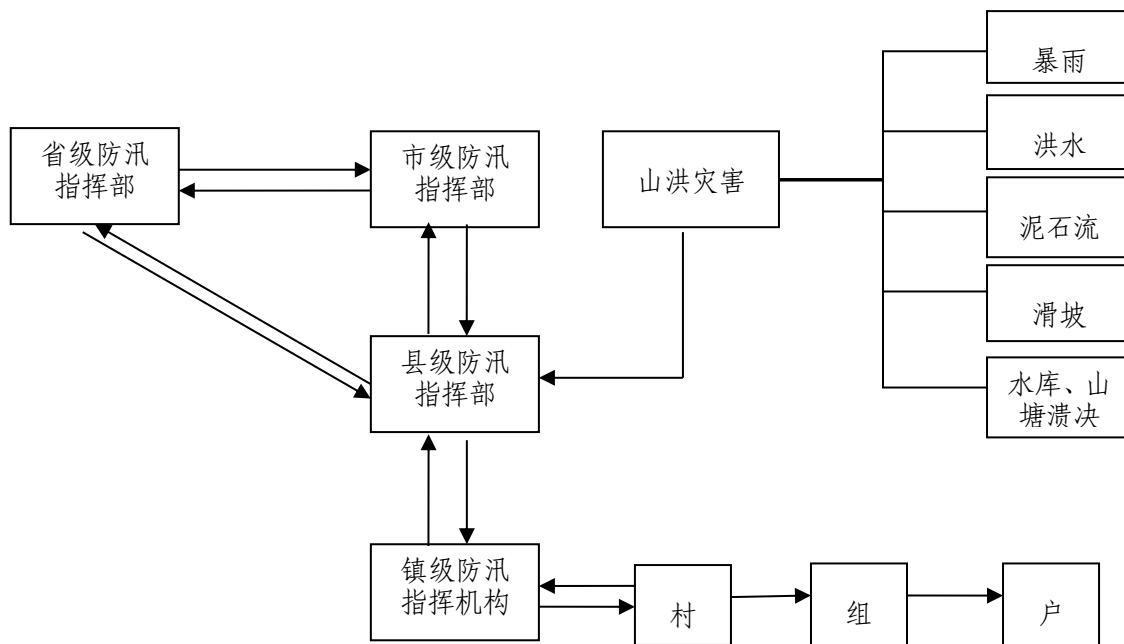 暴雨
洪水
泥石流
滑坡
水库、山
塘溃决
省级防汛
指挥部
市级防汛
指挥部
山洪灾害
县级防汛
指挥部
镇级防汛
指挥机构
村
组
户